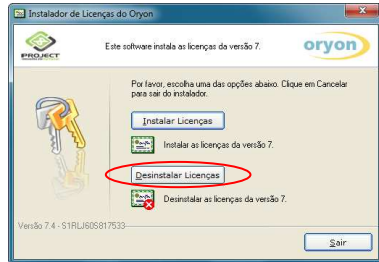 Instalador de Licenças do Oryon
PROJECT
Este software instala as licenças da versão 7.
oryon
Por favor, escolha uma das opções abaixo. Clique em Cancelar
para sair do instalador.
Instalar Licenças
Instalar as licenças da versão 7.
Desinstalar Licenças
Desinstalar as licenças da versão 7.
Versão 7.4 - S1RLJ60S817533
Sair